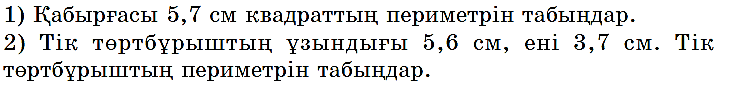 1) Қабырғасы 5,7 см квадраттың периметрін табыңдар.
2) Тік төртбұрыштың ұзындығы 5,6 см, ені 3,7 см. Тік
төртбұрыштың периметрін табыңдар.